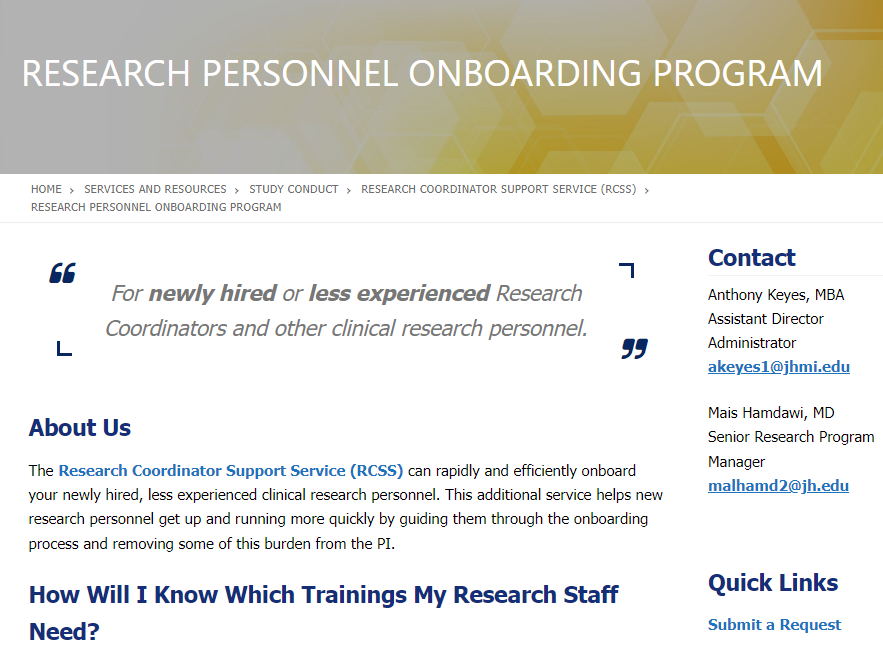 RESEARCH PERSONNEL ONBOARDING PROGRAM
HOME › SERVICES AND RESOURCES › STUDY CONDUCT › RESEARCH COORDINATOR SUPPORT SERVICE (RCSS) ›
RESEARCH PERSONNEL ONBOARDING PROGRAM
“
For newly hired or less experienced Research
Coordinators and other clinical research personnel.
”
About Us
The Research Coordinator Support Service (RCSS) can rapidly and efficiently onboard
your newly hired, less experienced clinical research personnel. This additional service helps new
research personnel get up and running more quickly by guiding them through the onboarding
process and removing some of this burden from the PI.
How Will I Know Which Trainings My Research Staff
Need?
Contact
Anthony Keyes, MBA
Assistant Director
Administrator
akeyes1@jhmi.edu
Mais Hamdawi, MD
Senior Research Program
Manager
malhamd2@jh.edu
Quick Links
Submit a Request